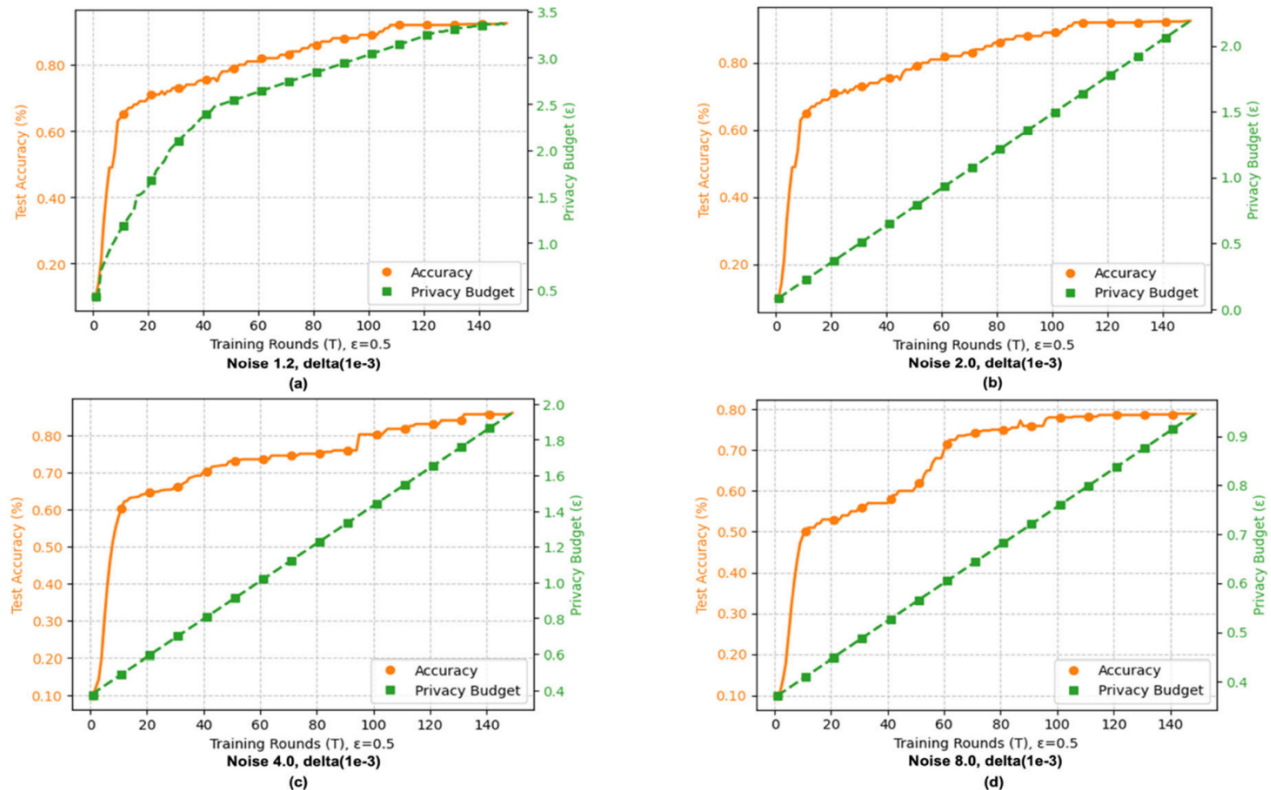 3.5
3.0
2.5
2.0
1.5
1.0
0.5
0.80
0.60
0.40
0.20
Test Accuracy (%)
Privacy Budget (ε)
Accuracy
Privacy Budget
0 20 40 60 80 100 120 140
Training Rounds (T), ε=0.5
Noise 1.2, delta(1e-3)
(a)
2.0
1.5
1.0
0.5
0.0
0.80
0.60
0.40
0.20
Test Accuracy (%)
Privacy Budget (ε)
Accuracy
Privacy Budget
0 20 40 60 80 100 120 140
Training Rounds (T), ε=0.5
Noise 2.0, delta(1e-3)
(b)
0.80
0.70
0.60
0.50
0.40
0.30
0.20
0.10
Test Accuracy (%)
2.0
1.8
1.6
1.4
1.2
1.0
0.8
0.6
0.4
Privacy Budget (ε)
Accuracy
Privacy Budget
0 20 40 60 80 100 120 140
Training Rounds (T), ε=0.5
Noise 4.0, delta(1e-3)
(c)
0.80
0.70
0.60
0.50
0.40
0.30
0.20
0.10
Test Accuracy (%)
0.9
0.8
0.7
0.6
0.5
0.4
Privacy Budget (ε)
Accuracy
Privacy Budget
0 20 40 60 80 100 120 140
Training Rounds (T), ε=0.5
Noise 8.0, delta(1e-3)
(d)